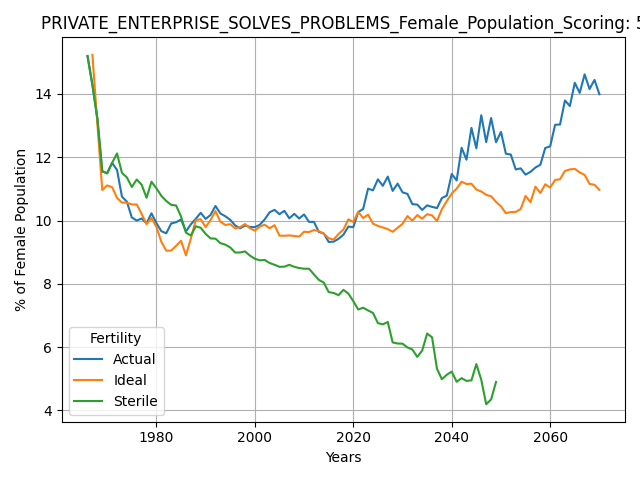 PRIVATE_ENTERPRISE_SOLVES_PROBLEMS_Female_Population_Scoring: 5
14
12
10
8
6
4
% of Female Population
Fertility
Actual
Ideal
Sterile
1980 2000 2020 2040 2060
Years